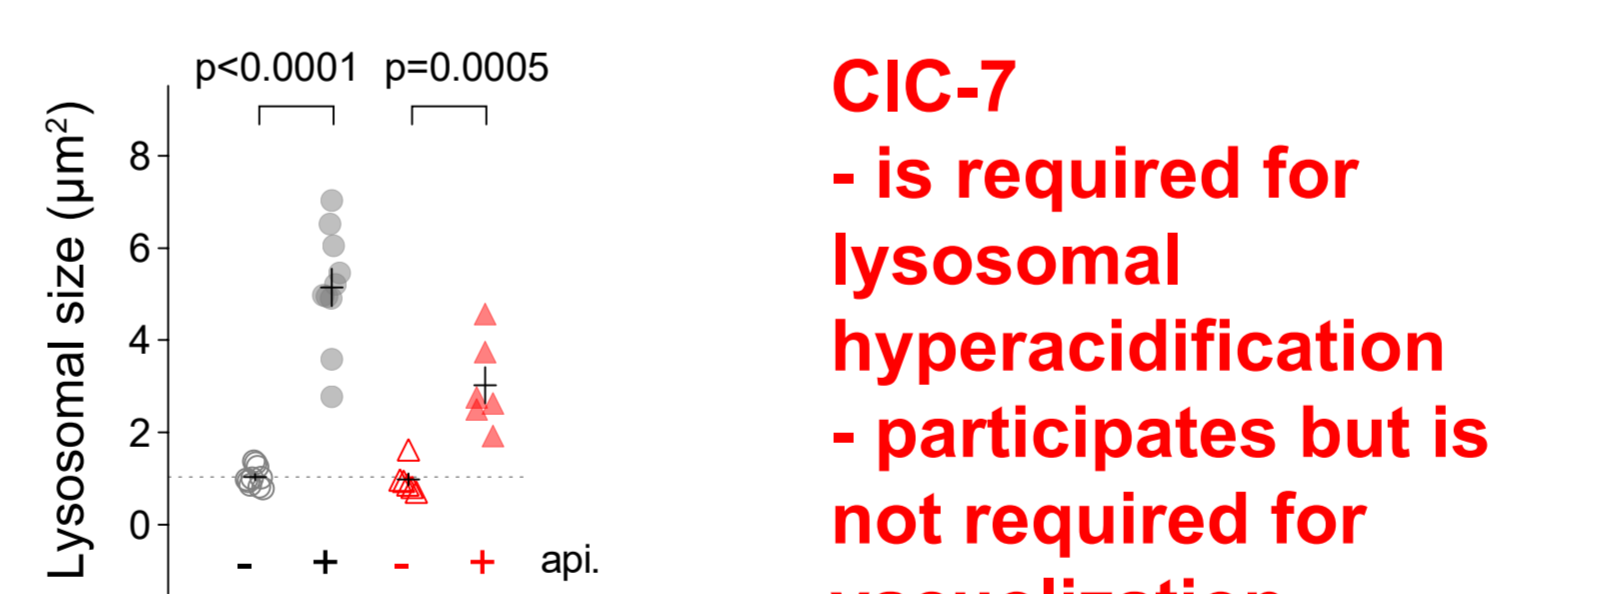 p<0.0001 p=0.0005
Lysosomal size (µm²)
8
6
4
2
0
- + - + api.
ClC-7
- is required for
lysosomal
hyperacidification
- participates but is
not required for
vacuolization